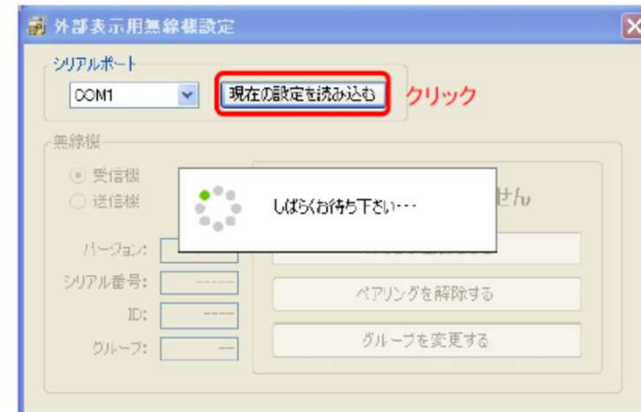 外部表示用無線機設定
シリアルポート
COM1
現在の設定を読み込む
クリック
無線機
受信機
送信機
しばらくお待ち下さい・・・
せん
バージョン:
シリアル番号:
-----
ペアリングを解除する
ID:
----
グループ:
--
グループを変更する